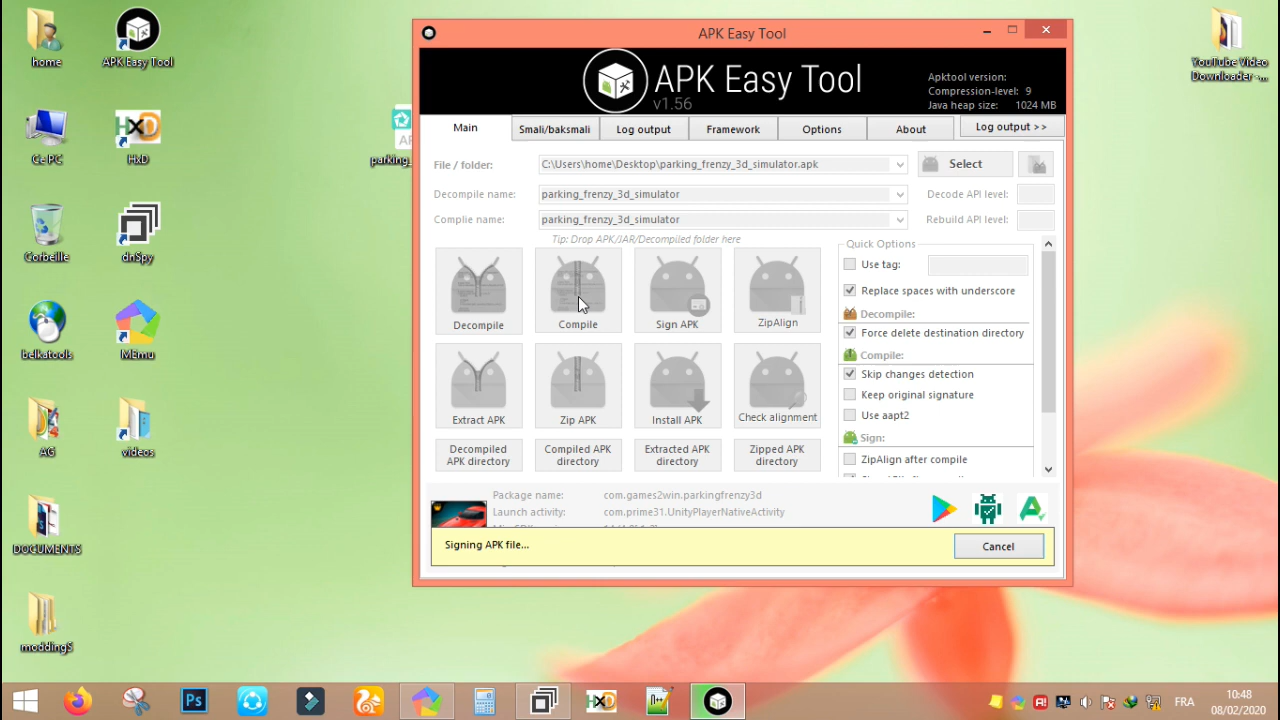 home
APK Easy Tool
Ce PC
HxD
Corbeille
dnSpy
belkatools
MEmu
AG
videos
DOCUMENTS
moddingS
parking_
YouTube Video
Downloader -...
APK Easy Tool
APK Easy Tool
v1.56
Apktool version:
Compression-level: 9
Java heap size: 1024 MB
Main
Smali/baksmali
Log output
Framework
Options
About
Log output >>
File / folder:
C:\Users\home\Desktop\parking_frenzy_3d_simulator.apk
Select
Decompile name:
parking_frenzy_3d_simulator
Decode API level:
Complie name:
parking_frenzy_3d_simulator
Rebuild API level:
Tip: Drop APK/JAR/Decompiled folder here
Decompile
Compile
Sign APK
ZipAlign
Extract APK
Zip APK
Install APK
Check alignment
Decompiled
APK directory
Compiled APK
directory
Extracted APK
directory
Zipped APK
directory
Quick Options
Use tag:
Replace spaces with underscore
Decompile:
Force delete destination directory
Compile:
Skip changes detection
Keep original signature
Use aapt2
Sign:
ZipAlign after compile
Package name: com.games2win.parkingfrenzy3d
Launch activity: com.prime31.UnityPlayerNativeActivity
Signing APK file...
Cancel
Ps
HxD
FRA
10:48
08/02/2020